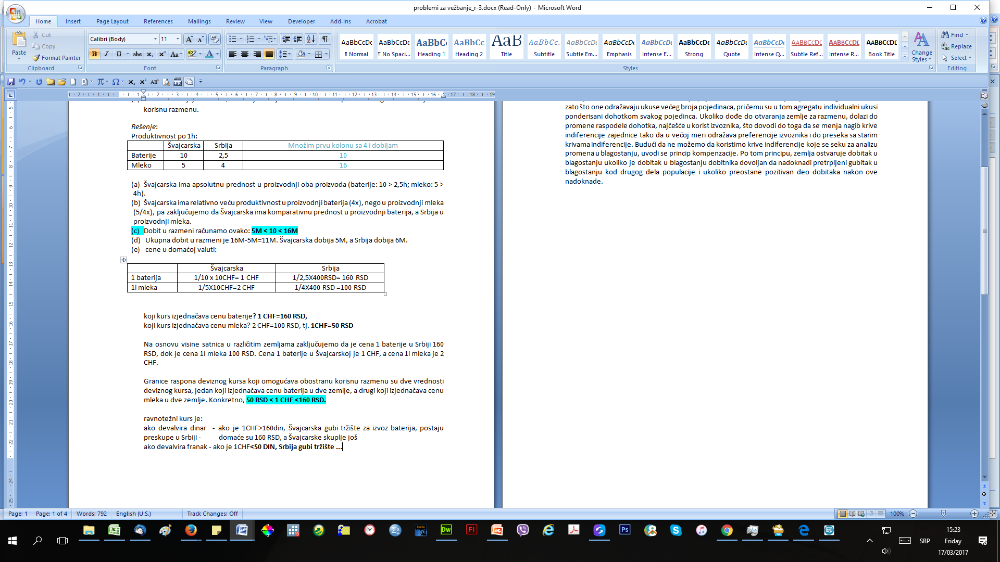 problemi za vežbanje_r-3.docx (Read-Only) - Microsoft Word
Home Insert Page Layout References Mailings Review View Developer Add-Ins Acrobat
Paste
Cut
Copy
Format Painter
Clipboard
Calibri (Body) 11
Font
Paragraph
AaBbCcDc AaBbCcDc AaBbC AaBbCc AaB AaBbCc. AaBbCcDc AaBbCcDc AaBbCcDc AaBbCcDc AaBbCcDc AaBbCcDc AABBCCDD AABBCCDD AABBCCDD
¶ Normal ¶ No Spaci... Heading 1 Heading 2 Title Subtitle Subtle Em... Emphasis Intense E... Strong Quote Intense Q... Subtle Ref... Intense R... Book Title
Change Styles
Styles
Find
Replace
Select
Editing
korisnu razmenu.
Rešenje:
Produktivnost po 1h:
Švajcarska Srbija Množim prvu kolonu sa 4 i dobijam
Baterije 10 2,5 10
Mleko 5 4 16
(a) Švajcarska ima apsolutnu prednost u proizvodnji oba proizvoda (baterije: 10 > 2,5h; mleko: 5 >
4h).
(b) Švajcarska ima relativno veću produktivnost u proizvodnji baterija (4x), nego u proizvodnji mleka
(5/4x), pa zaključujemo da Švajcarska ima komparativnu prednost u proizvodnji baterija, a Srbija u
proizvodnji mleka.
(c) Dobit u razmeni računamo ovako: 5M < 10 < 16M
(d) Ukupna dobit u razmeni je 16M-5M=11M. Švajcarska dobija 5M, a Srbija dobija 6M.
(e) cene u domaćoj valuti:
Švajcarska Srbija
1 baterija 1/10 x 10CHF= 1 CHF 1/2,5X400RSD= 160 RSD
1l mleka 1/5X10CHF=2 CHF 1/4X400 RSD =100 RSD
koji kurs izjednačava cenu baterije? 1 CHF=160 RSD,
koji kurs izjednačava cenu mleka? 2 CHF=100 RSD, tj. 1CHF=50 RSD
Na osnovu visine satnica u različitim zemljama zaključujemo da je cena 1 baterije u Srbiji 160
RSD, dok je cena 1l mleka 100 RSD. Cena 1 baterije u Švajcarskoj je 1 CHF, a cena 1l mleka je 2
CHF.
Granice raspona deviznog kursa koji omogućava obostranu korisnu razmenu su dve vrednosti
deviznog kursa, jedan koji izjednačava cenu baterija u dve zemlje, a drugi koji izjednačava cenu
mleka u dve zemlje. Konkretno, 50 RSD < 1 CHF <160 RSD.
ravnotežni kurs je:
ako devalvira dinar - ako je 1CHF>160din, Švajcarska gubi tržište za izvoz baterija, postaju
preskupe u Srbiji - domaće su 160 RSD, a Švajcarske skuplje još
ako devalvira franak - ako je 1CHF<50 DIN, Srbija gubi tržište ...
zato što one odražavaju ukuse većeg broja pojedinaca, pri čemu su u tom agregatu individualni ukusi
ponderisani dohotkom svakog pojedinca. Ukoliko dođe do otvaranja zemlje za razmenu, dolazi do
promene raspodele dohotka, najčešće u korist izvoznika, što dovodi do toga da se menja nagib krive
indiferencije zajednice tako da u većoj meri odražava preferencije izvoznika i do preseka sa starim
krivama indiferencije. Budući da ne možemo da koristimo krive indiferencije koje se seku za analizu
promena u blagostanju, uvodi se princip kompenzacije. Po tom principu, zemlja ostvaruje dobitak u
blagostanju ukoliko je dobitak u blagostanju dobitnika dovoljan da nadoknadi pretrpljeni gubitak u
blagostanju kod drugog dela populacije i ukoliko preostane pozitivan deo dobitaka nakon ove
nadoknade.
Page: 1 Page: 1 of 4 Words: 792 English (U.S.) Track Changes: Off 100%
SRP
15:23
Friday
17/03/2017